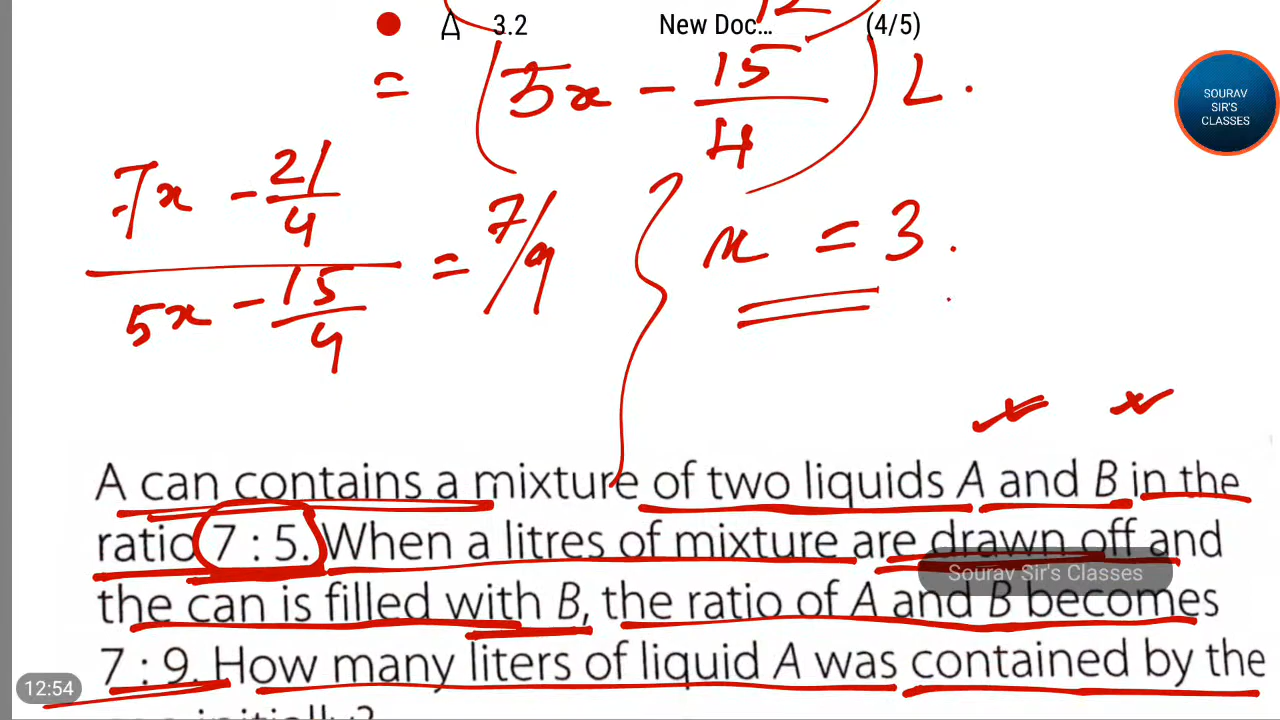 A 3.2 New Doc... (4/5)
12
= (5x - 15/4) L.
SOURAV
SIR'S
CLASSES
7x - 21/4
5x - 15/4
= 7/9
x = 3.
A can contains a mixture of two liquids A and B in the
ratio 7 : 5. When a litres of mixture are drawn off and
Sourav Sir's Classes
the can is filled with B, the ratio of A and B becomes
7 : 9. How many liters of liquid A was contained by the
12:54
initially?